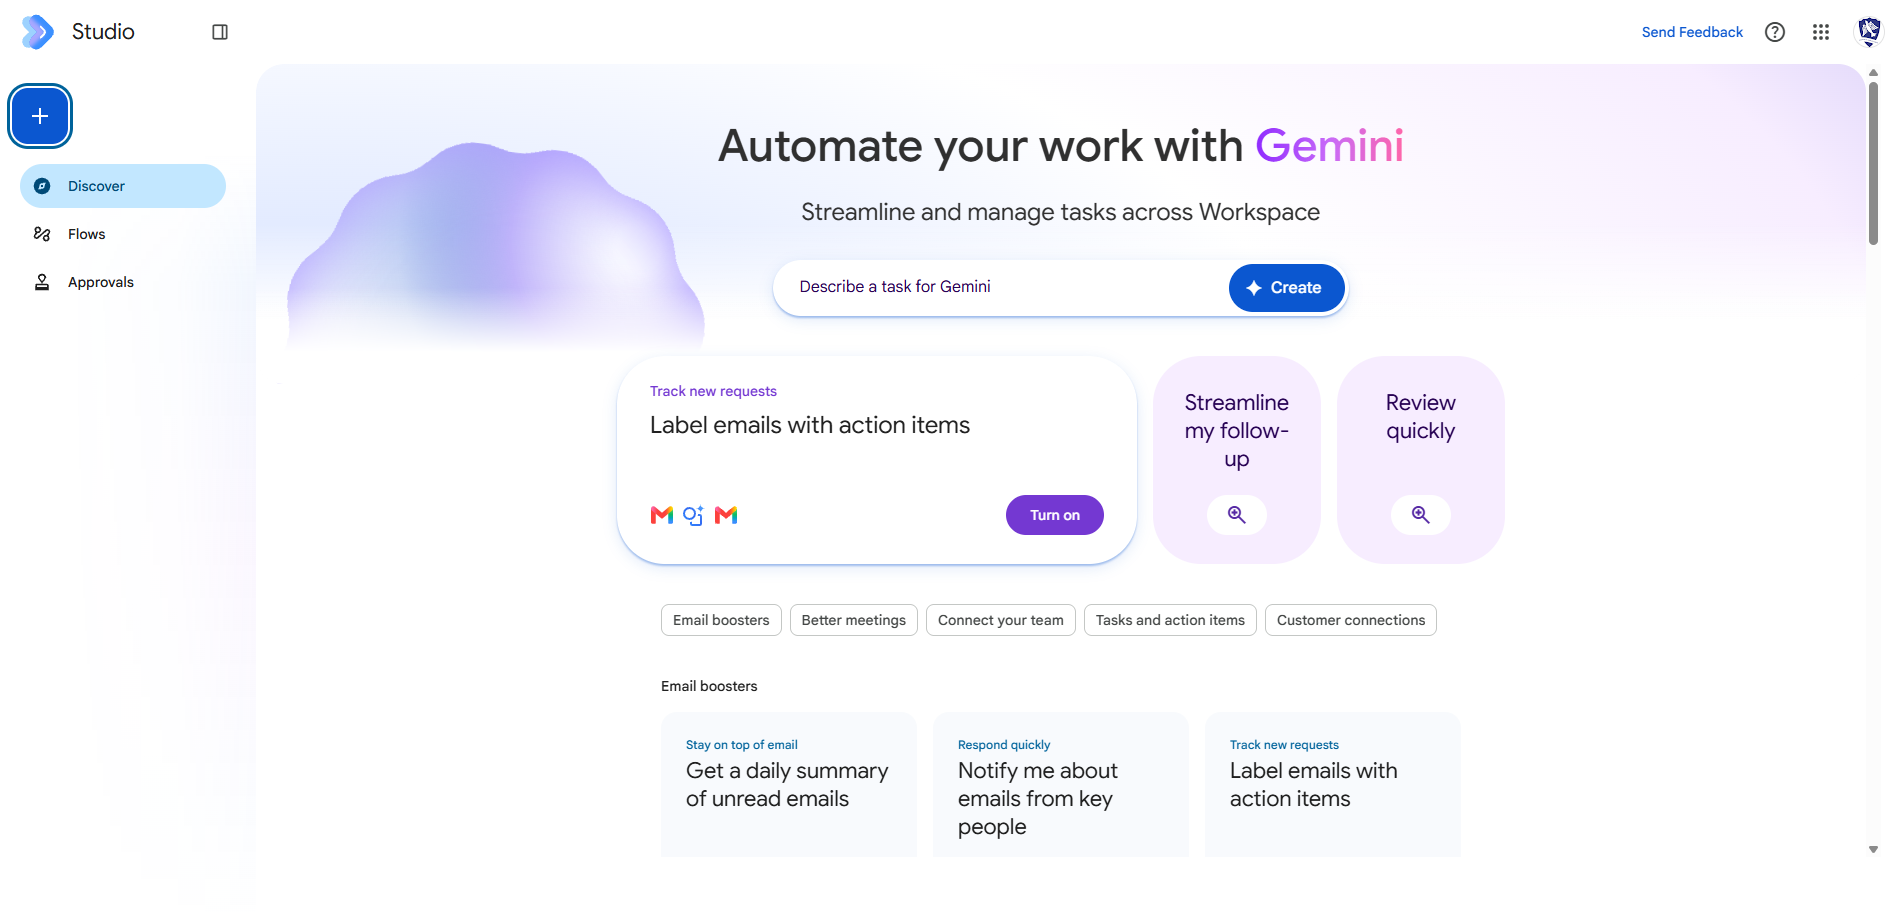 Studio
Send Feedback
Discover
Flows
Approvals
Automate your work with Gemini
Streamline and manage tasks across Workspace
Describe a task for Gemini
Create
Track new requests
Label emails with action items
Turn on
Streamline
my follow-
up
Review
quickly
Email boosters
Better meetings
Connect your team
Tasks and action items
Customer connections
Email boosters
Stay on top of email
Get a daily summary
of unread emails
Respond quickly
Notify me about
emails from key
people
Track new requests
Label emails with
action items